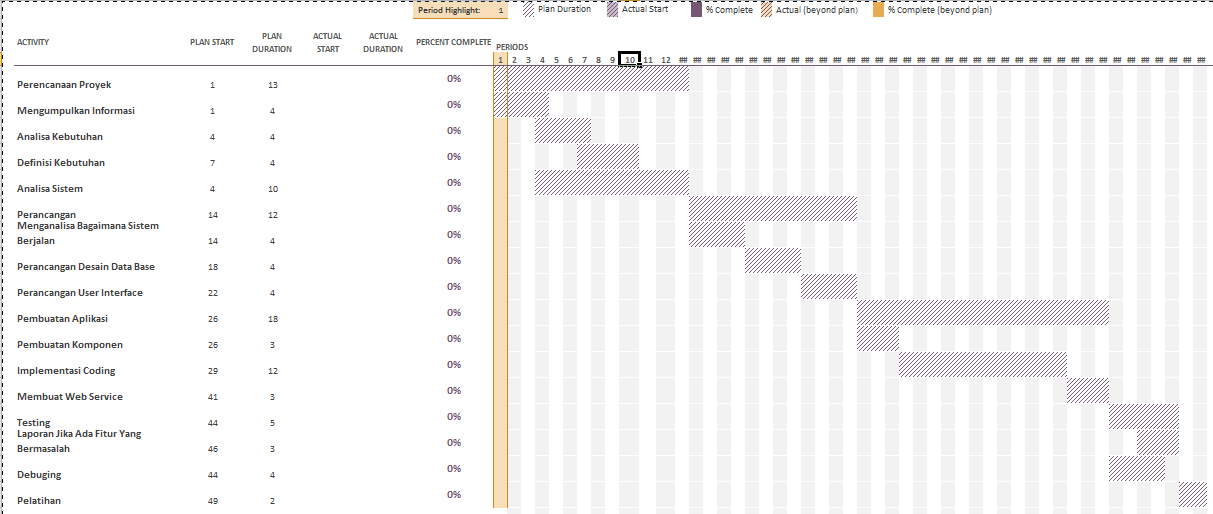 Period Highlight: 1 Plan Duration Actual Start % Complete Actual (beyond plan) % Complete (beyond plan)
ACTIVITY PLAN START PLAN DURATION ACTUAL START ACTUAL DURATION PERCENT COMPLETE PERIODS
1 2 3 4 5 6 7 8 9 10 11 12 ## ## ## ## ## ## ## ## ## ## ## ## ## ## ## ## ## ## ## ## ## ## ## ## ## ## ## ## ## ## ## ## ## ## ## ## ## ##
Perencanaan Proyek 1 13 0%
Mengumpulkan Informasi 1 4 0%
Analisa Kebutuhan 4 4 0%
Definisi Kebutuhan 7 4 0%
Analisa Sistem 4 10 0%
Perancangan 14 12 0%
Menganalisa Bagaimana Sistem
Berjalan 14 4 0%
Perancangan Desain Data Base 18 4 0%
Perancangan User Interface 22 4 0%
Pembuatan Aplikasi 26 18 0%
Pembuatan Komponen 26 3 0%
Implementasi Coding 29 12 0%
Membuat Web Service 41 3 0%
Testing 44 5 0%
Laporan Jika Ada Fitur Yang
Bermasalah 46 3 0%
Debuging 44 4 0%
Pelatihan 49 2 0%